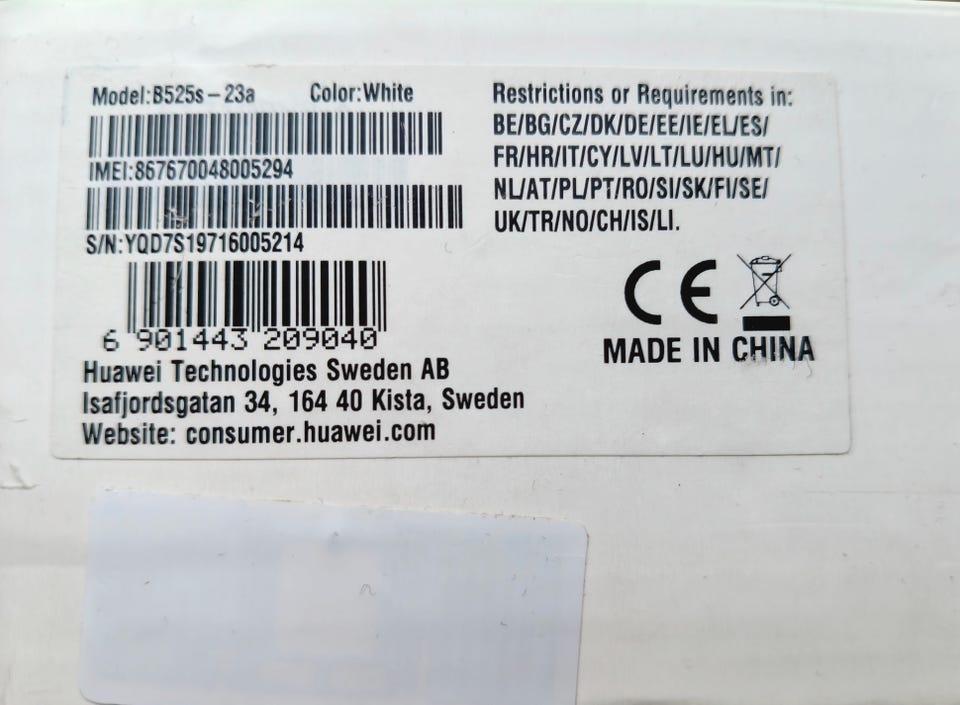 Model:B525s-23a Color:White
IMEI:867670048005294
S/N:YQD7S19716005214
6 901443 209040
Huawei Technologies Sweden AB
Isafjordsgatan 34, 164 40 Kista, Sweden
Website: consumer.huawei.com
Restrictions or Requirements in:
BE/BG/CZ/DK/DE/EE/IE/EL/ES/
FR/HR/IT/CY/LV/LT/LU/HU/MT/
NL/AT/PL/PT/RO/SI/SK/FI/SE/
UK/TR/NO/CH/IS/LI.
CE
MADE IN CHINA